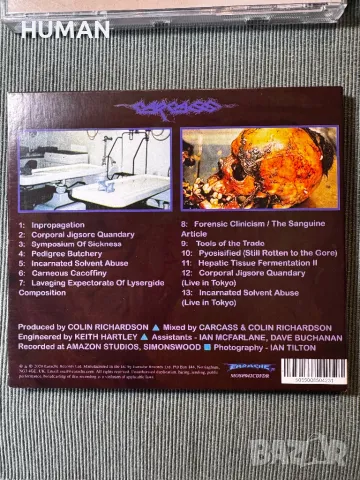 HUMAN
CARCASS
1: Inpropagation
2: Corporal Jigsore Quandary
3: Symposium Of Sickness
4: Pedigree Butchery
5: Incarnated Solvent Abuse
6: Carneous Cacoffiny
7: Lavaging Expectorate Of Lysergide
Composition
8: Forensic Clinicism / The Sanguine
Article
9: Tools of the Trade
10: Pyosisified (Still Rotten to the Gore)
11: Hepatic Tissue Fermentation II
12: Corporal Jigsore Quandary
(Live in Tokyo)
13: Incarnated Solvent Abuse
(Live in Tokyo)
Produced by COLIN RICHARDSON ▲ Mixed by CARCASS & COLIN RICHARDSON
Engineered by KEITH HARTLEY ▲ Assistants - IAN MCFARLANE, DAVE BUCHANAN
Recorded at AMAZON STUDIOS, SIMONSWOOD ■ Photography - IAN TILTON
EARACHE
bazar.bg